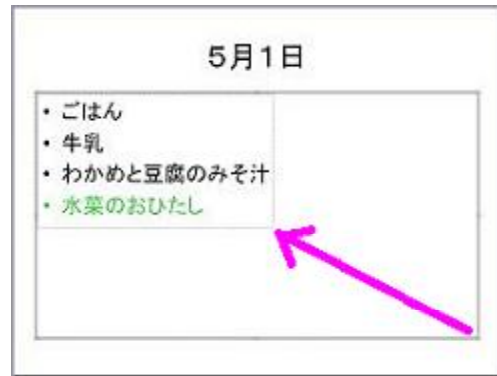 5月1日
・ごはん
・牛乳
・わかめと豆腐のみそ汁
・水菜のおひたし